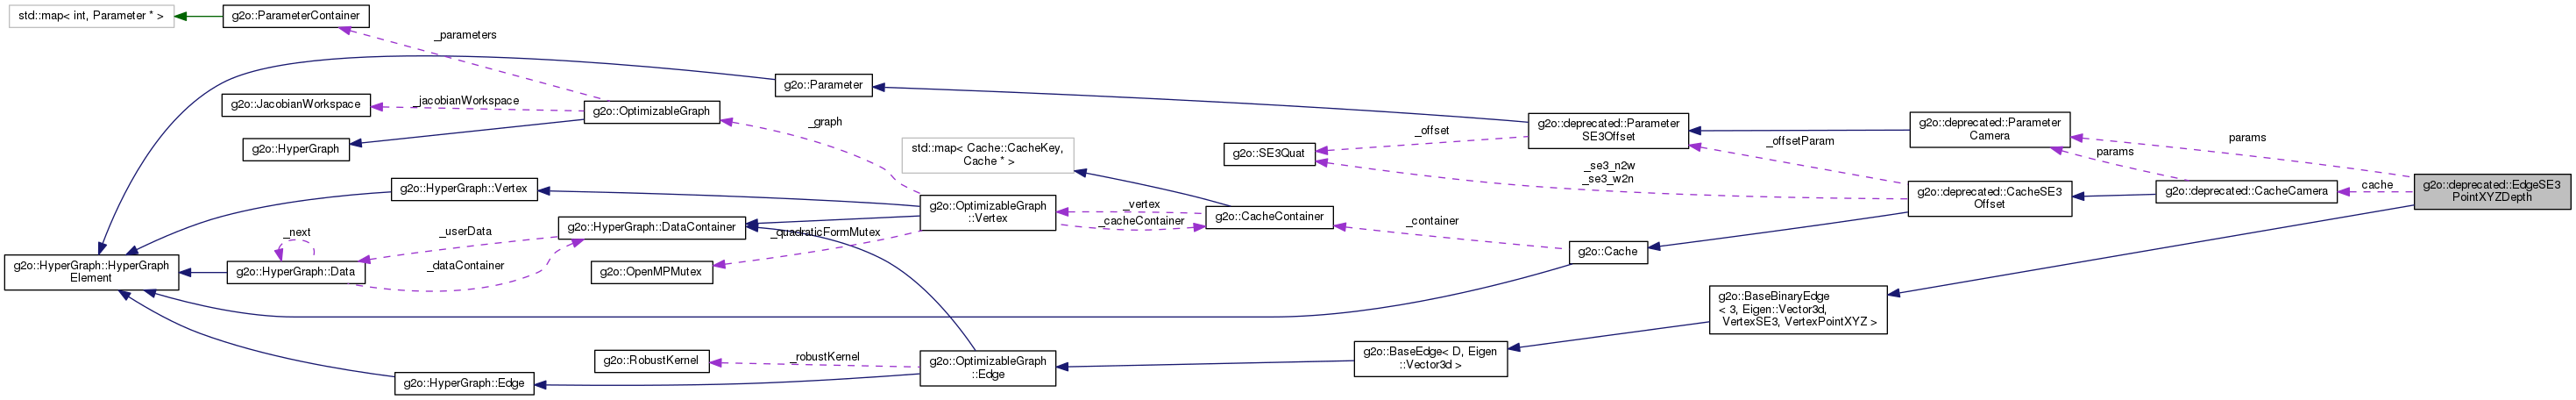 std::map< int, Parameter * >
g2o::ParameterContainer
_parameters
g2o::Parameter
g2o::JacobianWorkspace
_jacobianWorkspace
g2o::OptimizableGraph
g2o::HyperGraph
_graph
std::map< Cache::CacheKey,
Cache * >
g2o::SE3Quat
_offset
g2o::deprecated::Parameter
SE3Offset
_se3_n2w
_se3_w2n
_offsetParam
g2o::deprecated::Parameter
Camera
params
params
g2o::HyperGraph::Vertex
g2o::OptimizableGraph
::Vertex
_vertex
_cacheContainer
g2o::CacheContainer
_container
g2o::deprecated::CacheSE3
Offset
g2o::deprecated::CacheCamera
cache
g2o::deprecated::EdgeSE3
PointXYZDepth
_next
_userData
g2o::HyperGraph::DataContainer
_quadraticFormMutex
g2o::HyperGraph::HyperGraph
Element
g2o::HyperGraph::Data
_dataContainer
g2o::OpenMPMutex
g2o::Cache
g2o::BaseBinaryEdge
< 3, Eigen::Vector3d,
VertexSE3, VertexPointXYZ >
g2o::RobustKernel
_robustKernel
g2o::OptimizableGraph
::Edge
g2o::BaseEdge< D, Eigen
::Vector3d >
g2o::HyperGraph::Edge